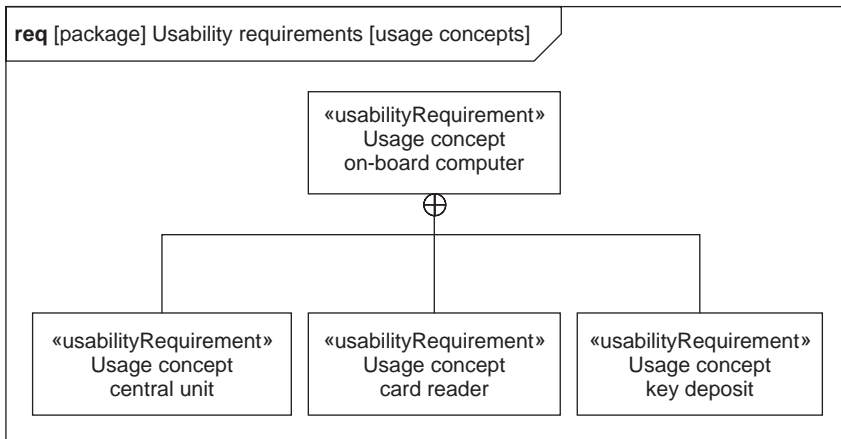 req [package] Usability requirements [usage concepts]
«usabilityRequirement»
Usage concept
on-board computer
«usabilityRequirement»
Usage concept
central unit
«usabilityRequirement»
Usage concept
card reader
«usabilityRequirement»
Usage concept
key deposit